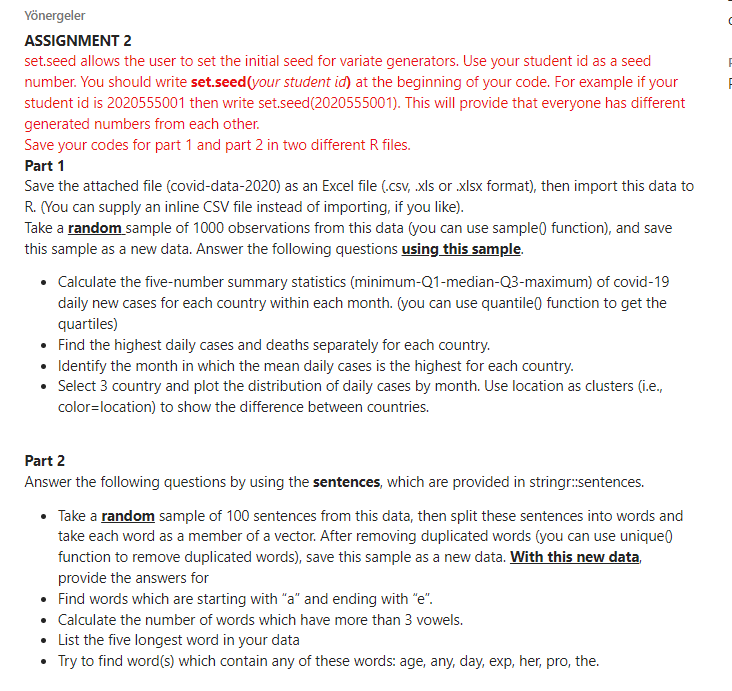 Yönergeler
ASSIGNMENT 2
set.seed allows the user to set the initial seed for variate generators. Use your student id as a seed
number. You should write set.seed(your student id) at the beginning of your code. For example if your
student id is 2020555001 then write set.seed(2020555001). This will provide that everyone has different
generated numbers from each other.
Save your codes for part 1 and part 2 in two different R files.
Part 1
Save the attached file (covid-data-2020) as an Excel file (.csv, .xls or .xlsx format), then import this data to
R. (You can supply an inline CSV file instead of importing, if you like).
Take a random sample of 1000 observations from this data (you can use sample() function), and save
this sample as a new data. Answer the following questions using this sample.
• Calculate the five-number summary statistics (minimum-Q1-median-Q3-maximum) of covid-19
daily new cases for each country within each month. (you can use quantile() function to get the
quartiles)
• Find the highest daily cases and deaths separately for each country.
• Identify the month in which the mean daily cases is the highest for each country.
• Select 3 country and plot the distribution of daily cases by month. Use location as clusters (i.e.,
color=location) to show the difference between countries.
Part 2
Answer the following questions by using the sentences, which are provided in stringr::sentences.
• Take a random sample of 100 sentences from this data, then split these sentences into words and
take each word as a member of a vector. After removing duplicated words (you can use unique()
function to remove duplicated words), save this sample as a new data. With this new data,
provide the answers for
• Find words which are starting with "a" and ending with "e".
• Calculate the number of words which have more than 3 vowels.
• List the five longest word in your data
• Try to find word(s) which contain any of these words: age, any, day, exp, her, pro, the.